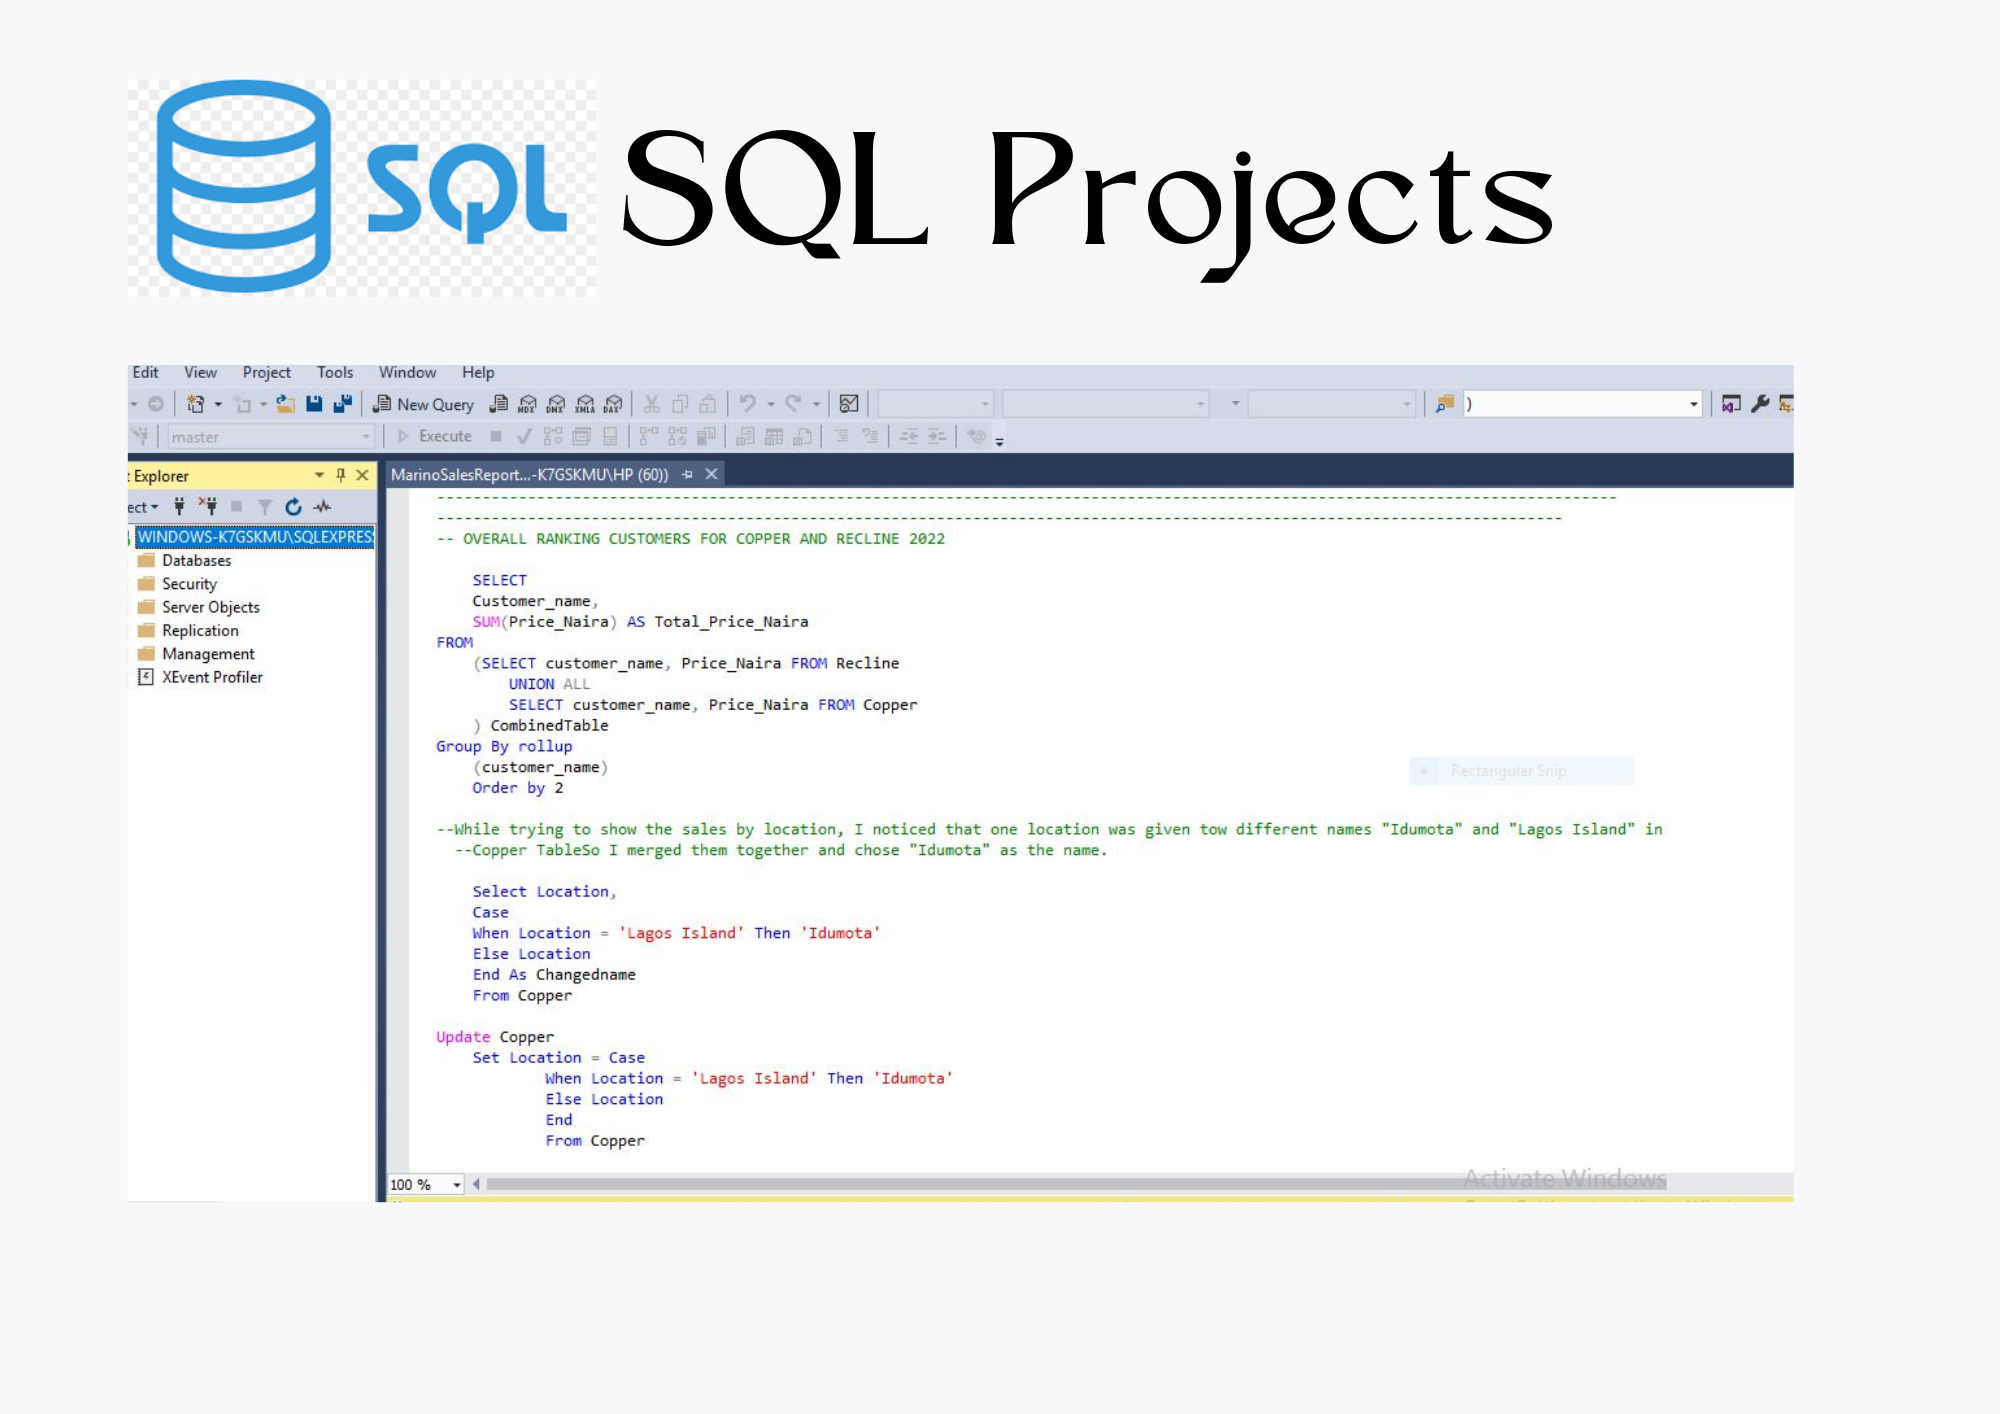 SQL
SQL Projects
Edit View Project Tools Window Help
New Query MDX DMX XMLA DAX )
master Execute
Explorer
MarinoSalesReport...-K7GSKMU\HP (60))
ect
WINDOWS-K7GSKMU\SQLEXPRES
Databases
Security
Server Objects
Replication
Management
XEvent Profiler
-----------------------------------------------------------------------------------------------------------------------------------
-----------------------------------------------------------------------------------------------------------------------------
-- OVERALL RANKING CUSTOMERS FOR COPPER AND RECLINE 2022
SELECT
Customer_name,
SUM(Price_Naira) AS Total_Price_Naira
FROM
(SELECT customer_name, Price_Naira FROM Recline
UNION ALL
SELECT customer_name, Price_Naira FROM Copper
) CombinedTable
Group By rollup
(customer_name)
Order by 2
Rectangular Snip
--While trying to show the sales by location, I noticed that one location was given tow different names "Idumota" and "Lagos Island" in
--Copper TableSo I merged them together and chose "Idumota" as the name.
Select Location,
Case
When Location = 'Lagos Island' Then 'Idumota'
Else Location
End As Changedname
From Copper
Update Copper
Set Location = Case
When Location = 'Lagos Island' Then 'Idumota'
Else Location
End
From Copper
100 %
Activate Windows